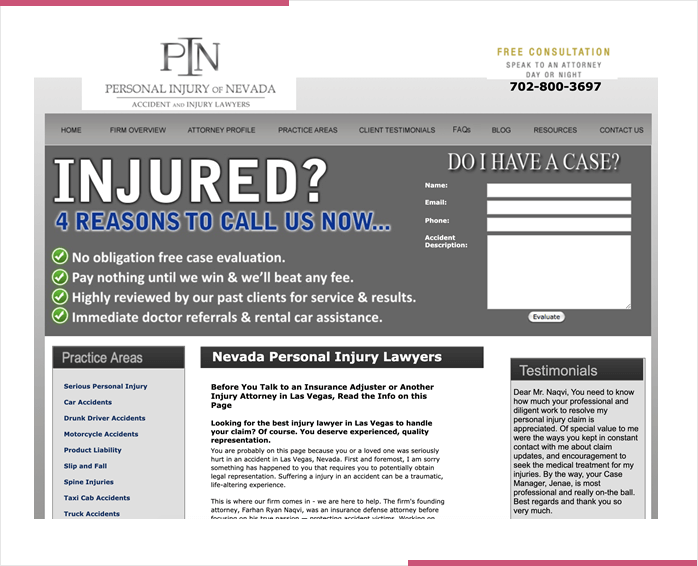 PIN
PERSONAL INJURY OF NEVADA
ACCIDENT AND INJURY LAWYERS
FREE CONSULTATION
SPEAK TO AN ATTORNEY
DAY OR NIGHT
702-800-3697
HOME FIRM OVERVIEW ATTORNEY PROFILE PRACTICE AREAS CLIENT TESTIMONIALS FAQs BLOG RESOURCES CONTACT US
INJURED?
4 REASONS TO CALL US NOW...
No obligation free case evaluation.
Pay nothing until we win & we'll beat any fee.
Highly reviewed by our past clients for service & results.
Immediate doctor referrals & rental car assistance.
DO I HAVE A CASE?
Name:
Email:
Phone:
Accident
Description:
Evaluate
Practice Areas
Serious Personal Injury
Car Accidents
Drunk Driver Accidents
Motorcycle Accidents
Product Liability
Slip and Fall
Spine Injuries
Taxi Cab Accidents
Truck Accidents
Nevada Personal Injury Lawyers
Before You Talk to an Insurance Adjuster or Another
Injury Attorney in Las Vegas, Read the Info on this
Page
Looking for the best injury lawyer in Las Vegas to handle
your claim? Of course. You deserve experienced, quality
representation.
You are probably on this page because you or a loved one was seriously
hurt in an accident in Las Vegas, Nevada. First and foremost, I am sorry
something has happened to you that requires you to potentially obtain
legal representation. Suffering a injury in an accident can be a traumatic,
life-altering experience.
This is where our firm comes in - we are here to help. The firm's founding
attorney, Farhan Ryan Naqvi, was an insurance defense attorney before
focusing on his true passion — protecting accident victims. Working on
Testimonials
Dear Mr. Naqvi, You need to know
how much your professional and
diligent work to resolve my
personal injury claim is
appreciated. Of special value to me
were the ways you kept in constant
contact with me about claim
updates, and encouragement to
seek the medical treatment for my
injuries. By the way, your Case
Manager, Jenae, is most
professional and really on-the ball.
Best regards and thank you so
very much.